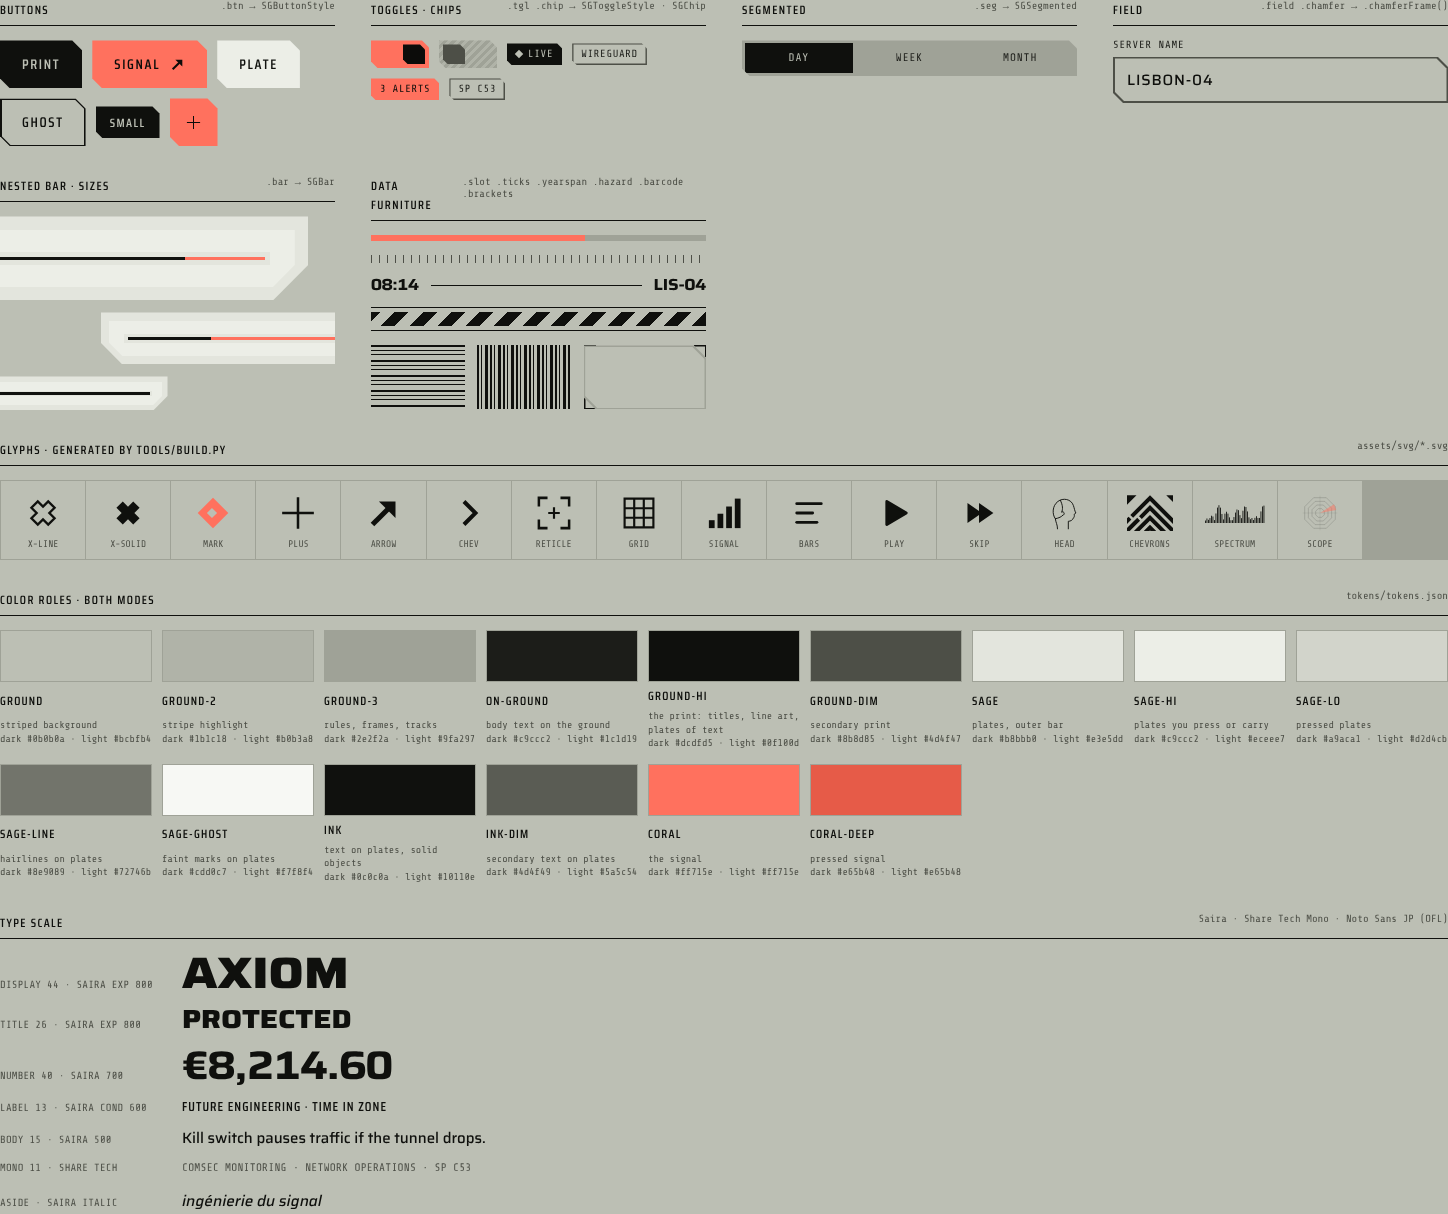 BUTTONS
.btn → SGButtonStyle
PRINT
SIGNAL ↗
PLATE
GHOST
SMALL
+
TOGGLES · CHIPS
.tgl .chip → SGToggleStyle · SGChip
◆ LIVE
WIREGUARD
3 ALERTS
SP C53
SEGMENTED
.seg → SGSegmented
DAY
WEEK
MONTH
FIELD
.field .chamfer → .chamferFrame()
SERVER NAME
LISBON-04
NESTED BAR · SIZES
.bar → SGBar
DATA
FURNITURE
.slot .ticks .yearspan .hazard .barcode
.brackets
08:14
LIS-04
GLYPHS · GENERATED BY TOOLS/BUILD.PY
assets/svg/*.svg
X-LINE
X-SOLID
MARK
PLUS
ARROW
CHEV
RETICLE
GRID
SIGNAL
BARS
PLAY
SKIP
HEAD
CHEVRONS
SPECTRUM
SCOPE
COLOR ROLES · BOTH MODES
tokens/tokens.json
GROUND
striped background
dark #0b0b0a · light #bcbfb4
GROUND-2
stripe highlight
dark #1b1c18 · light #b0b3a8
GROUND-3
rules, frames, tracks
dark #2e2f2a · light #9fa297
ON-GROUND
body text on the ground
dark #c9ccc2 · light #1c1d19
GROUND-HI
the print: titles, line art,
plates of text
dark #dcdfd5 · light #0f100d
GROUND-DIM
secondary print
dark #8b8d85 · light #4d4f47
SAGE
plates, outer bar
dark #b8bbb0 · light #e3e5dd
SAGE-HI
plates you press or carry
dark #c9ccc2 · light #eceee7
SAGE-LO
pressed plates
dark #a9aca1 · light #d2d4cb
SAGE-LINE
hairlines on plates
dark #8e9089 · light #72746b
SAGE-GHOST
faint marks on plates
dark #cdd0c7 · light #f7f8f4
INK
text on plates, solid
objects
dark #0c0c0a · light #10110e
INK-DIM
secondary text on plates
dark #4d4f49 · light #5a5c54
CORAL
the signal
dark #ff715e · light #ff715e
CORAL-DEEP
pressed signal
dark #e65b48 · light #e65b48
TYPE SCALE
Saira · Share Tech Mono · Noto Sans JP (OFL)
DISPLAY 44 · SAIRA EXP 800
AXIOM
TITLE 26 · SAIRA EXP 800
PROTECTED
NUMBER 40 · SAIRA 700
€8,214.60
LABEL 13 · SAIRA COND 600
FUTURE ENGINEERING · TIME IN ZONE
BODY 15 · SAIRA 500
Kill switch pauses traffic if the tunnel drops.
MONO 11 · SHARE TECH
COMSEC MONITORING · NETWORK OPERATIONS · SP C53
ASIDE · SAIRA ITALIC
ingénierie du signal